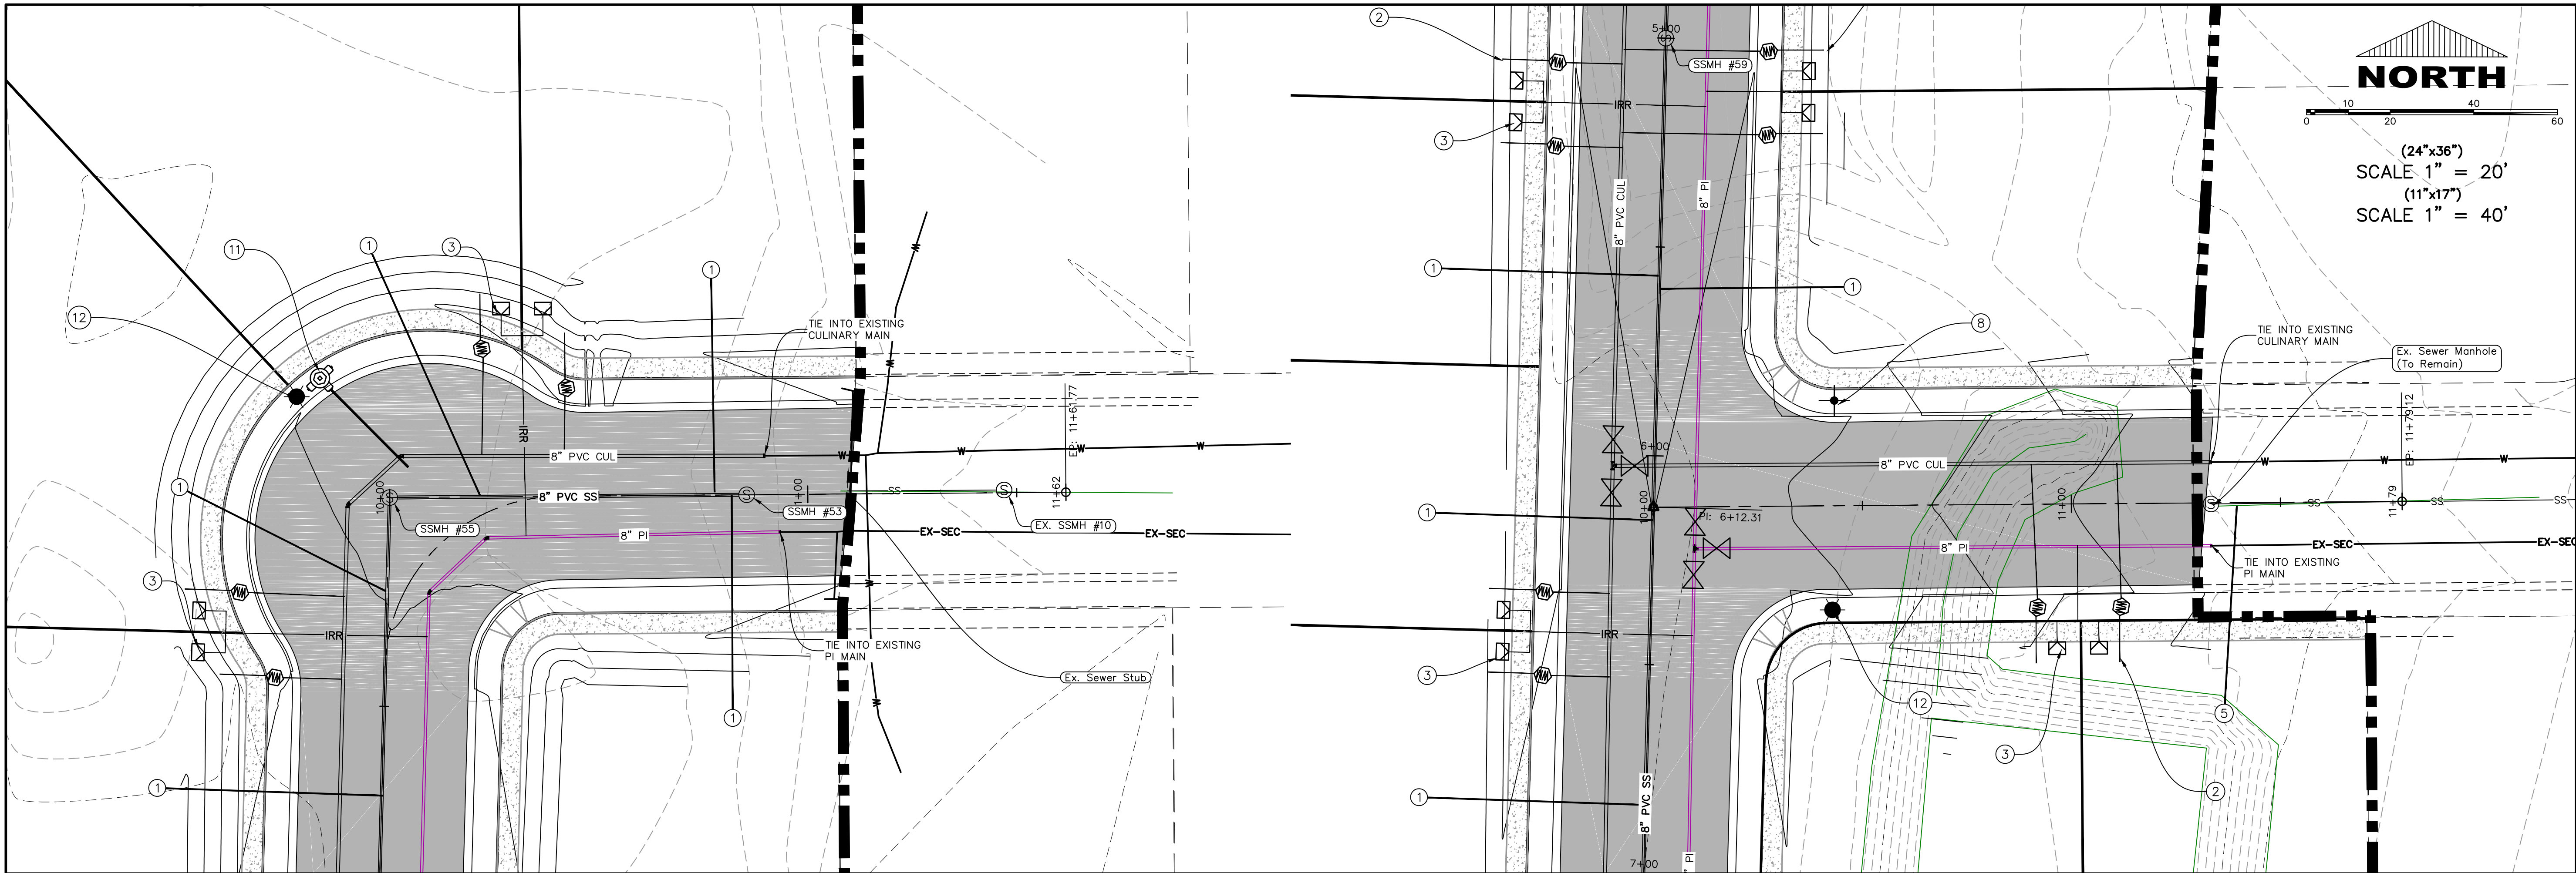 11
1
3
1
12
TIE INTO EXISTING
CULINARY MAIN
W
W
IRR
8" PVC CUL
W
W
W
W
EP: 11+61.77
1
10+00
8" PVC SS
11+00
SS
11+62
SSMH #55
SSMH #53
EX. SSMH #10
8" PI
EX-SEC
EX-SEC
3
W
IRR
TIE INTO EXISTING
PI MAIN
Ex. Sewer Stub
W
1
1
2
5+00
SSMH #59
IRR
3
8" PVC CUL
8" PI
1
1
8
NORTH
10
40
0
20
60
(24"x36")
SCALE 1" = 20'
(11"x17")
SCALE 1" = 40'
TIE INTO EXISTING
CULINARY MAIN
Ex. Sewer Manhole
(To Remain)
6+00
8" PVC CUL
W
W
W
EP: 11+79.12
10+00
11+00
SS
SS
SS
11+79
1
PI: 6+12.31
8" PI
EX-SEC
EX-SEC
TIE INTO EXISTING
PI MAIN
IRR
3
12
5
3
2
1
8" PVC SS
7+00
" PI